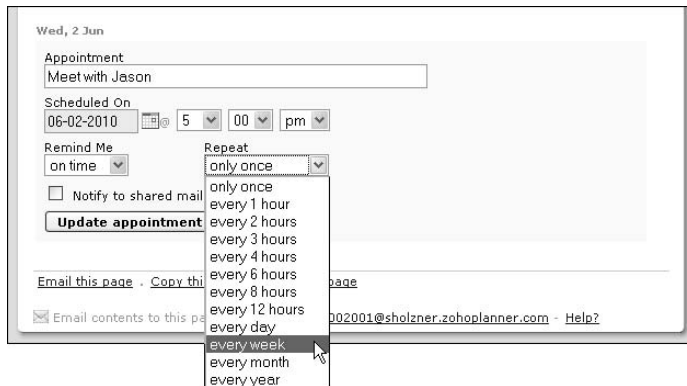 Wed, 2 Jun
Appointment
Meet with Jason
Scheduled On
06-02-2010 @ 5 00 pm
Remind Me Repeat
on time only once
only once
Notify to shared mail
every 1 hour
Update appointment
every 2 hours
every 3 hours
every 4 hours
every 6 hours
every 8 hours
every 12 hours
every day
every week
every month
every year
Email this page . Copy thi page
Email contents to this pa 002001@sholzner.zohoplanner.com - Help?